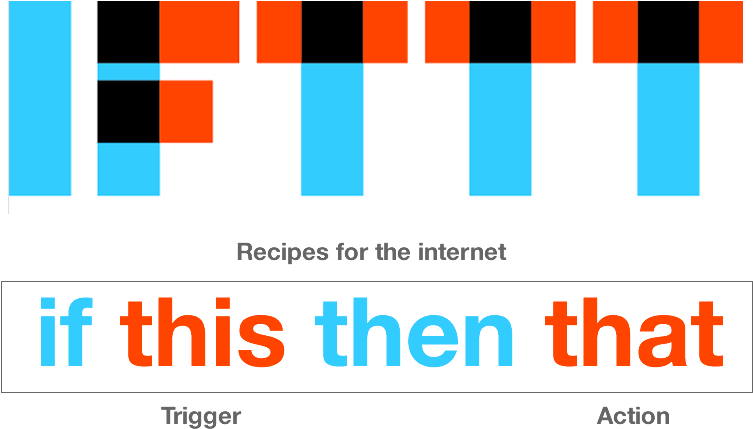 IFTTT
Recipes for the internet
if this then that
Trigger Action